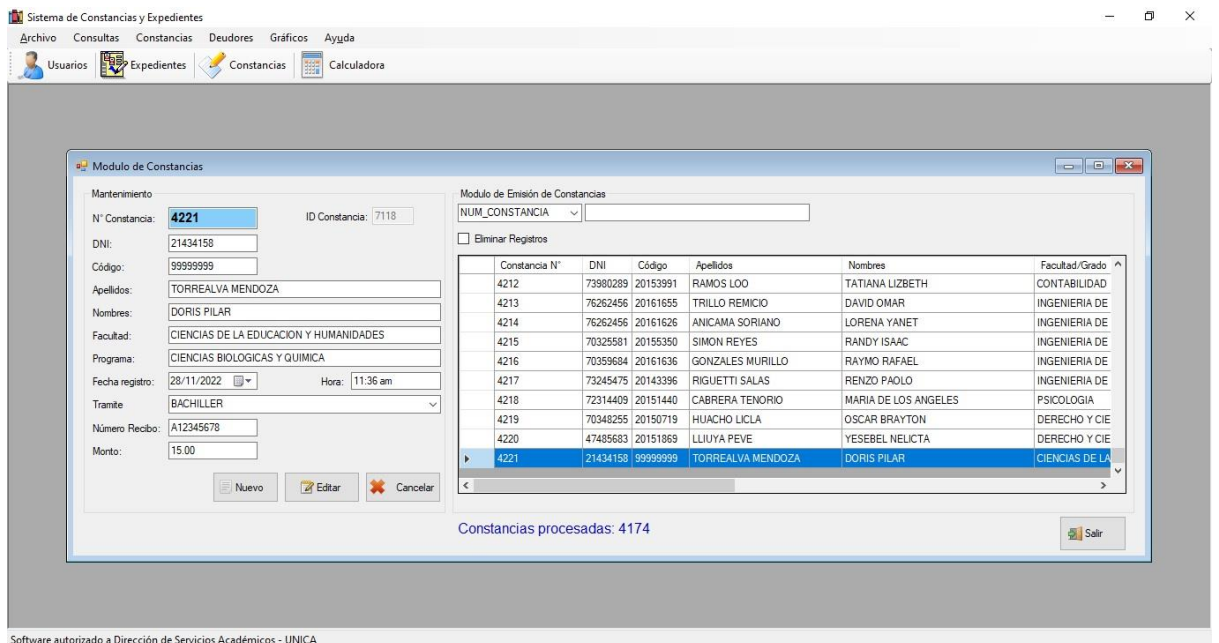 Sistema de Constancias y Expedientes
Archivo Consultas Constancias Deudores Gráficos Ayuda
Usuarios Expedientes Constancias Calculadora
Modulo de Constancias
Mantenimiento
N° Constancia: 4221 ID Constancia: 7118
DNI: 21434158
Código: 99999999
Apellidos: TORREALVA MENDOZA
Nombres: DORIS PILAR
Facultad: CIENCIAS DE LA EDUCACION Y HUMANIDADES
Programa: CIENCIAS BIOLOGICAS Y QUIMICA
Fecha registro: 28/11/2022 Hora: 11:36 am
Tramite BACHILLER
Número Recibo: A12345678
Monto: 15.00
Nuevo Editar Cancelar
Modulo de Emisión de Constancias
NUM_CONSTANCIA
Eliminar Registros
Constancia N° DNI Código Apellidos Nombres Facultad/Grado
4212 73980289 20153991 RAMOS LOO TATIANA LIZBETH CONTABILIDAD
4213 76262456 20161655 TRILLO REMICIO DAVID OMAR INGENIERIA DE
4214 76262456 20161626 ANICAMA SORIANO LORENA YANET INGENIERIA DE
4215 70325581 20155350 SIMON REYES RANDY ISAAC INGENIERIA DE
4216 70359684 20161636 GONZALES MURILLO RAYMO RAFAEL INGENIERIA DE
4217 73245475 20143396 RIGUETTI SALAS RENZO PAOLO INGENIERIA DE
4218 72314409 20151440 CABRERA TENORIO MARIA DE LOS ANGELES PSICOLOGIA
4219 70348255 20150719 HUACHO LICLA OSCAR BRAYTON DERECHO Y CIE
4220 47485683 20151869 LLIUYA PEVE YESEBEL NELICTA DERECHO Y CIE
4221 21434158 99999999 TORREALVA MENDOZA DORIS PILAR CIENCIAS DE LA
Constancias procesadas: 4174
Salir
Software autorizado a Dirección de Servicios Académicos - UNICA